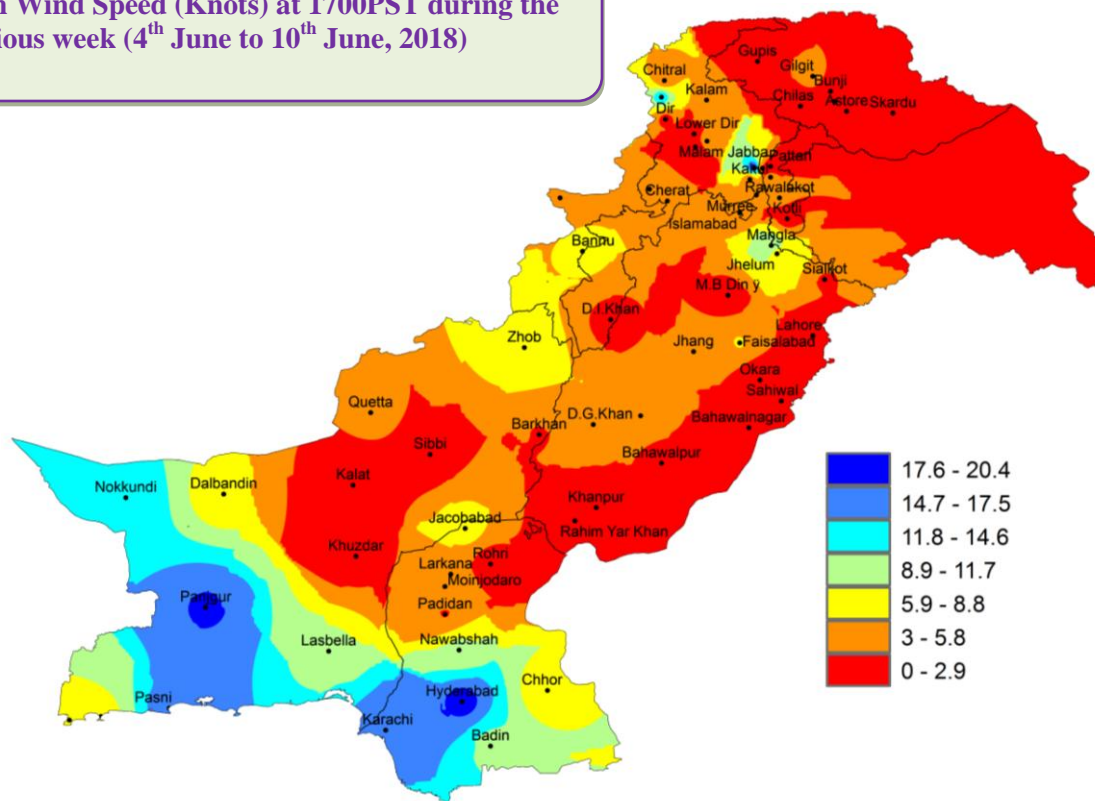 Wind Speed (Knots) at 1700PST during the
week (4th June to 10th June, 2018)
Gupis
Gilgit
Chitral
Bunji
Kalam
Chilas
Astore Skardu
Dir
Lower Dir
Malam Jabbar Pattan
Kakul
Cherat
Rawalakot
Murree
Kotli
Islamabad
Mangla
Bannu
Jhelum
Sialkot
M.B Din y
D.I.Khan
Lahore
Zhob
Jhang
Faisalabad
Okara
Sahiwal
Quetta
D.G.Khan
Bahawalnagar
Barkhan
Sibbi
Bahawalpur
Kalat
Nokkundi
Dalbandin
Khanpur
Jacobabad
Rahim Yar Khan
Khuzdar
Rohri
Larkana
Moinjodaro
Panjgur
Padidan
Lasbella
Nawabshah
Chhor
Pasni
Hyderabad
Karachi
Badin
17.6 - 20.4
14.7 - 17.5
11.8 - 14.6
8.9 - 11.7
5.9 - 8.8
3 - 5.8
0 - 2.9